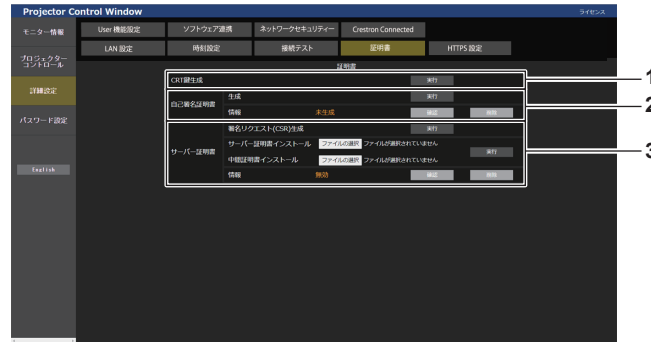 Projector Control Window
ライセンス
モニター情報
プロジェクター
コントロール
詳細設定
パスワード設定
English
User 機能設定
ソフトウェア連携
ネットワークセキュリティー
Crestron Connected
LAN 設定
時刻設定
接続テスト
証明書
HTTPS 設定
証明書
CRT鍵生成 実行
1
自己署名証明書
生成 実行
情報 未生成 確認 削除
2
サーバー証明書
署名リクエスト(CSR)生成 実行
サーバー証明書インストール ファイルの選択 ファイルが選択されていません
中間証明書インストール ファイルの選択 ファイルが選択されていません
実行
情報 無効 確認 削除
3